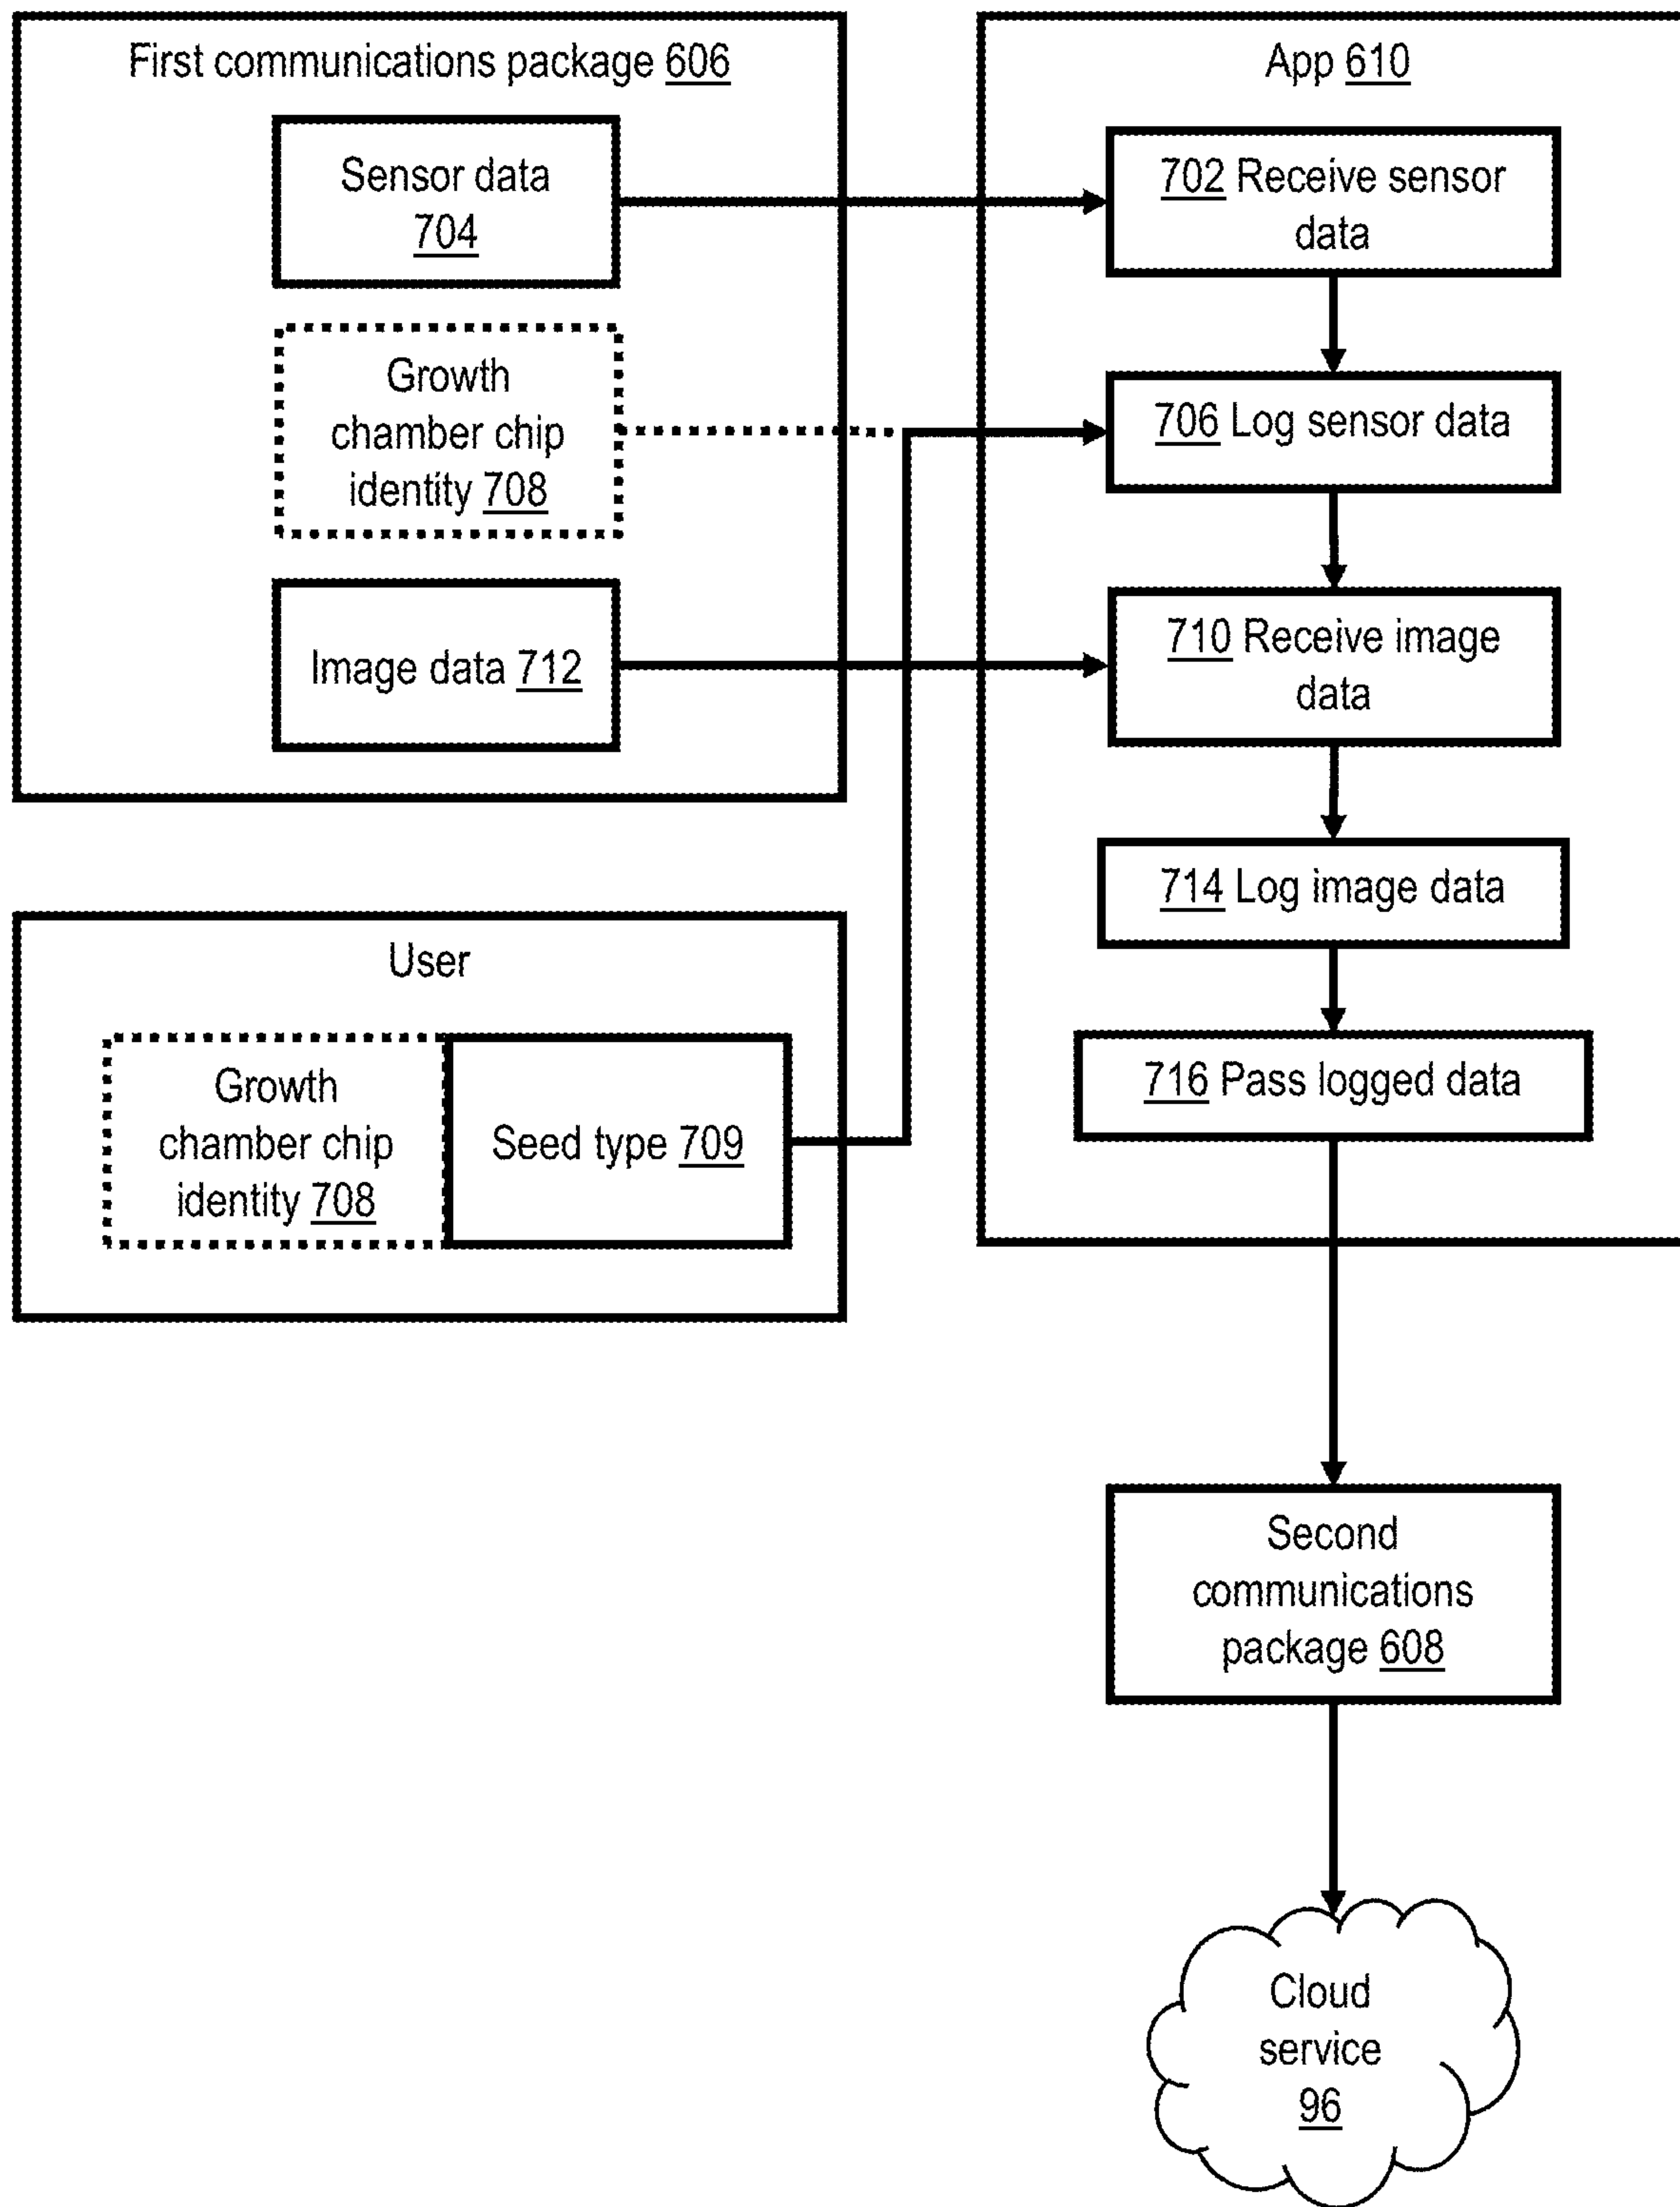 First communications package 606
Sensor data
704
Growth
chamber chip
identity 708
Image data 712
User
Growth
chamber chip
identity 708
Seed type 709
App 610
702 Receive sensor
data
706 Log sensor data
710 Receive image
data
714 Log image data
716 Pass logged data
Second
communications
package 608
Cloud
service
96